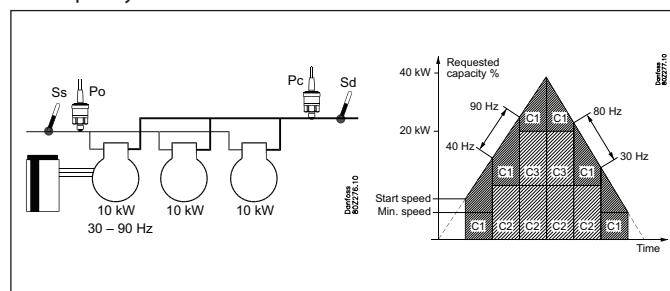 Ss
Po
Pc
Sd
10 kW
10 kW
10 kW
30 – 90 Hz
Danfoss
80Z276.10
Requested
capacity %
40 kW
20 kW
90 Hz
40 Hz
80 Hz
30 Hz
C1 C1
C1 C3 C3 C1
C1 C2 C2 C2 C2 C1
Start speed
Min. speed
Time
Danfoss
80Z277.10